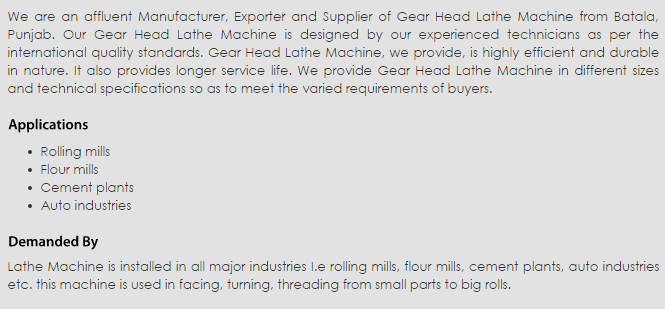 We are an affluent Manufacturer, Exporter and Supplier of Gear Head Lathe Machine from Batala,
Punjab. Our Gear Head Lathe Machine is designed by our experienced technicians as per the
international quality standards. Gear Head Lathe Machine, we provide, is highly efficient and durable
in nature. It also provides longer service life. We provide Gear Head Lathe Machine in different sizes
and technical specifications so as to meet the varied requirements of buyers.
Applications
• Rolling mills
• Flour mills
• Cement plants
• Auto industries
Demanded By
Lathe Machine is installed in all major industries I.e rolling mills, flour mills, cement plants, auto industries
etc. this machine is used in facing, turning, threading from small parts to big rolls.